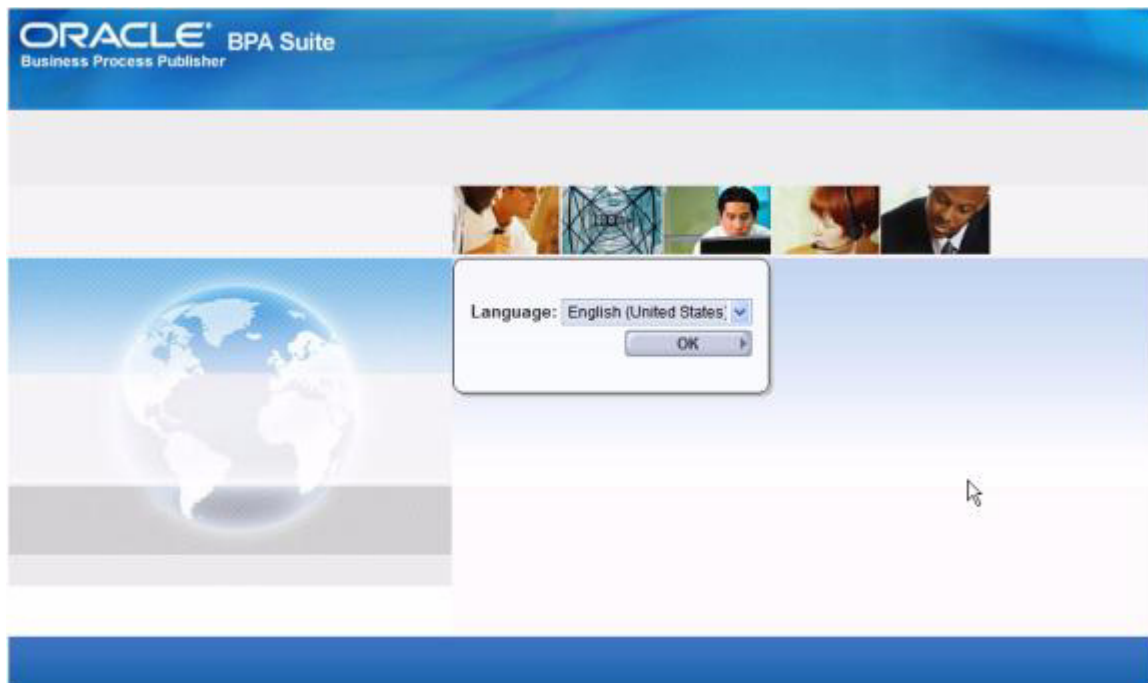 ORACLE BPA Suite
Business Process Publisher
Language: English (United States)
OK